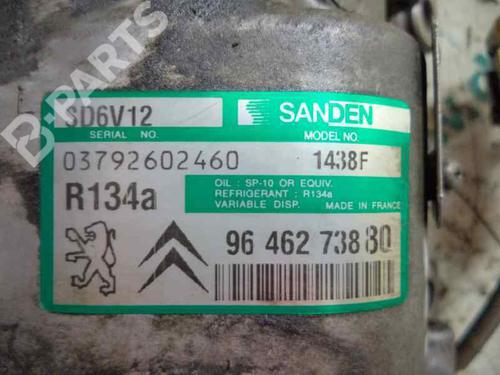 B-PARTS
SD6V12
SANDEN
SERIAL NO.
MODEL NO.
03792602460
1438F
R134a
OIL : SP-10 OR EQUIV.
REFRIGERANT : R134a
VARIABLE DISP. MADE IN FRANCE
96 462 738 80